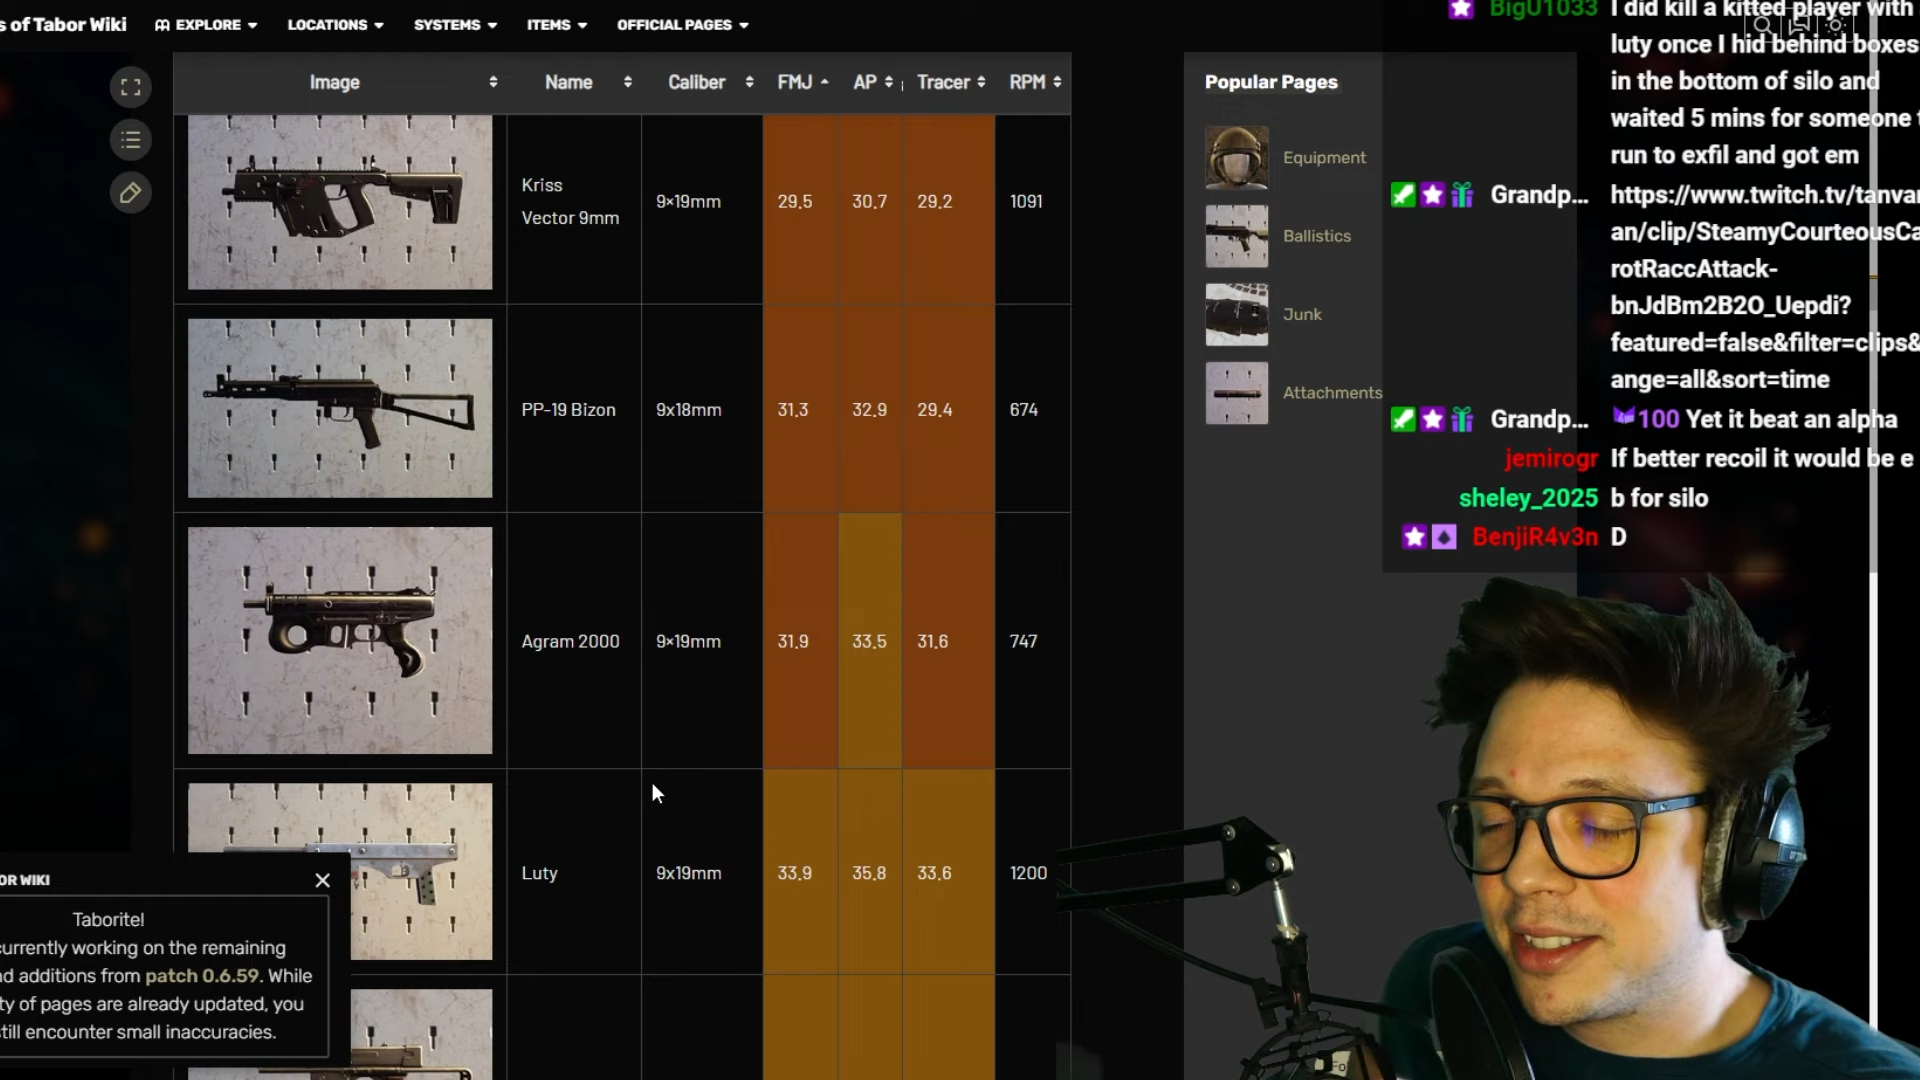 s of Tabor Wiki EXPLORE LOCATIONS SYSTEMS ITEMS OFFICIAL PAGES
Image Name Caliber FMJ AP Tracer RPM
Kriss
Vector 9mm
9×19mm 29.5 30.7 29.2 1091
PP-19 Bizon 9x18mm 31.3 32.9 29.4 674
Agram 2000 9×19mm 31.9 33.5 31.6 747
Luty 9x19mm 33.9 35.8 33.6 1200
OR WIKI
Taborite!
currently working on the remaining
nd additions from patch 0.6.59. While
ty of pages are already updated, you
still encounter small inaccuracies.
Popular Pages
Equipment
Ballistics
Junk
Attachments
BigU1033 I did kill a kitted player with
luty once I hid behind boxes
in the bottom of silo and
waited 5 mins for someone t
run to exfil and got em
Grandp... https://www.twitch.tv/tanvar
an/clip/SteamyCourteousCa
rotRaccAttack-
bnJdBm2B2O_Uepdi?
featured=false&filter=clips&
ange=all&sort=time
Grandp... 100 Yet it beat an alpha
jemirogr If better recoil it would be e
sheley_2025 b for silo
BenjiR4v3n D